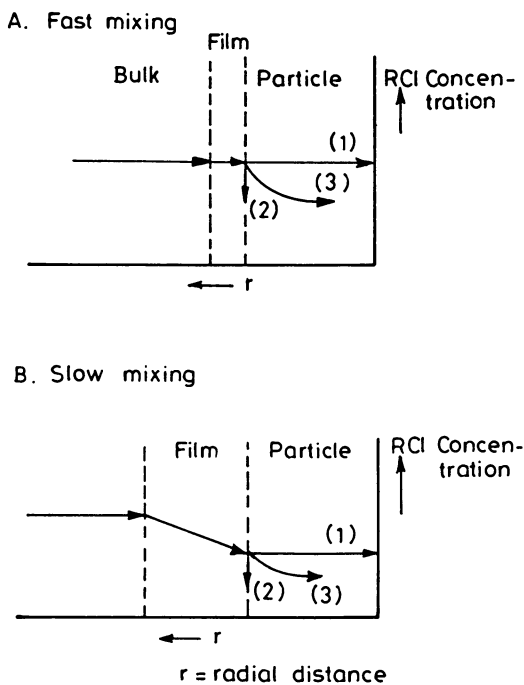 A. Fast mixing
Film
Bulk
Particle
RCl Concen-
tration
(1)
(3)
(2)
r
B. Slow mixing
Film
Particle
RCl Concen-
tration
(1)
(2)
(3)
r
r = radial distance